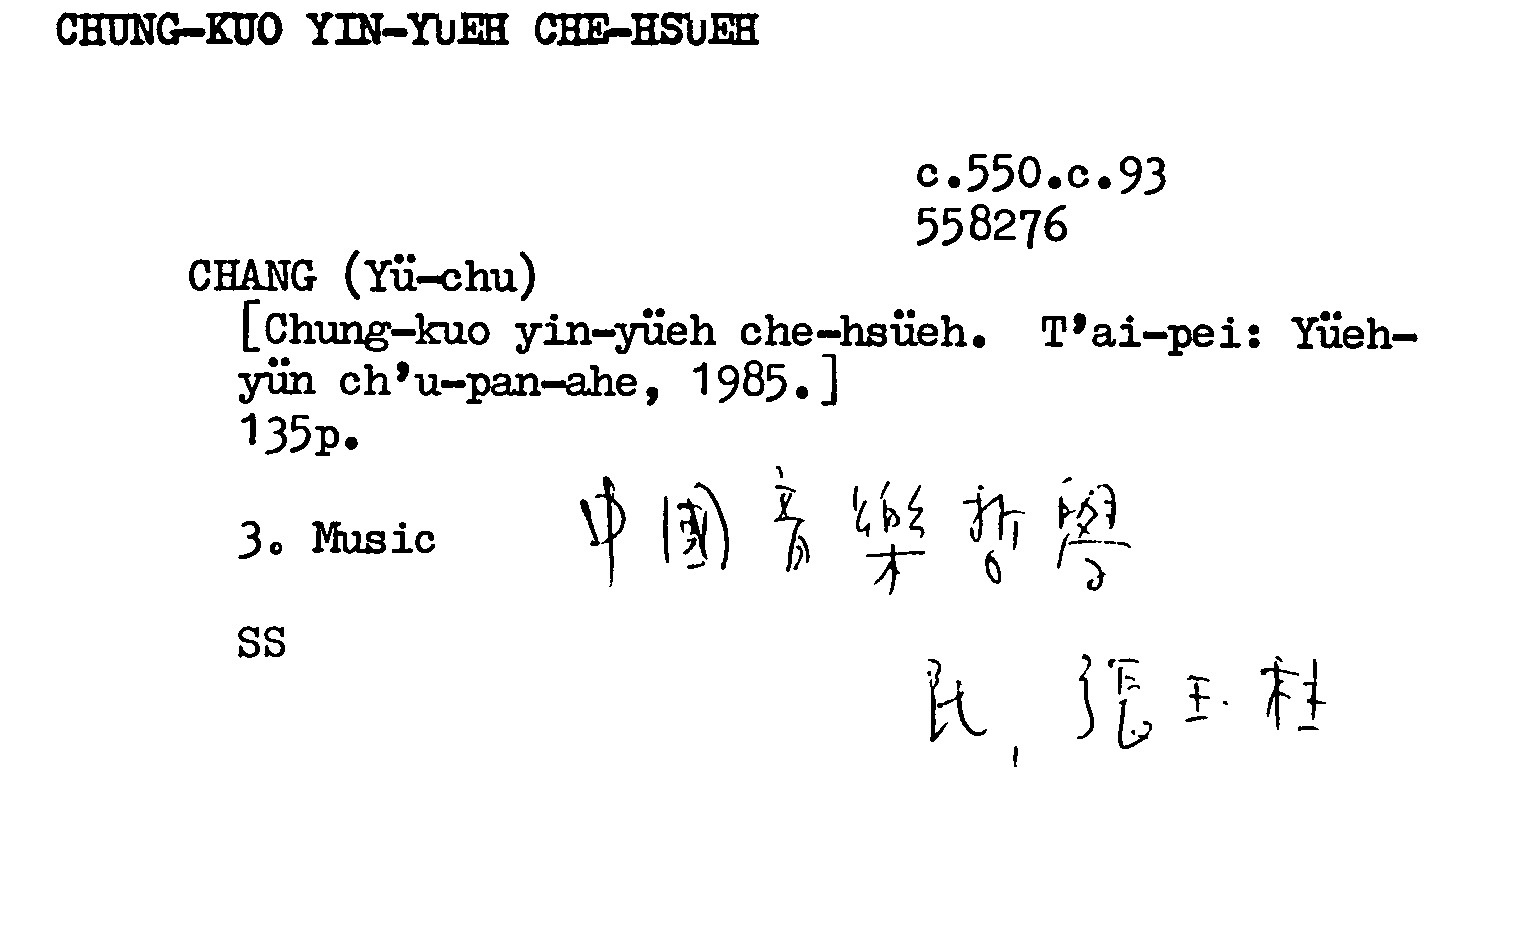 CHUNG-KUO YIN-YUEH CHE-HSUEH
c.550.c.93
558276
CHANG (Yü-chu)
[Chung-kuo yin-yüeh che-hsüeh. T'ai-pei: Yüeh-
yün ch'u-pan-ahe, 1985.]
135p.
3. Music
中國音樂哲學
SS
民, 張玉柱